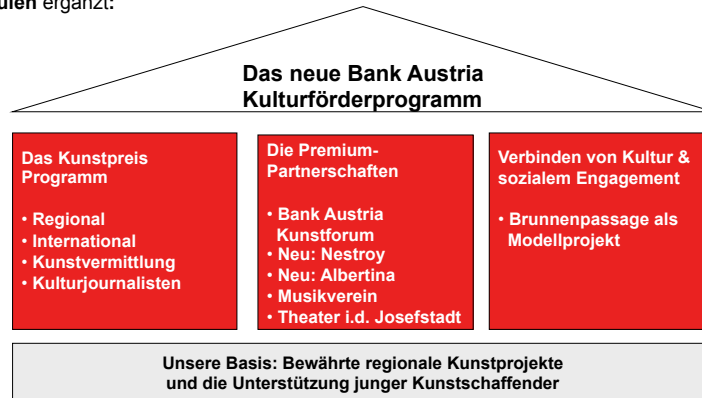 ergänzt:
Das neue Bank Austria
Kulturförderprogramm
Das Kunstpreis
Programm
• Regional
• International
• Kunstvermittlung
• Kulturjournalisten
Die Premium-
Partnerschaften
• Bank Austria
Kunstforum
• Neu: Nestroy
• Neu: Albertina
• Musikverein
• Theater i.d. Josefstadt
Verbinden von Kultur &
sozialem Engagement
• Brunnenpassage als
Modellprojekt
Unsere Basis: Bewährte regionale Kunstprojekte
und die Unterstützung junger Kunstschaffender